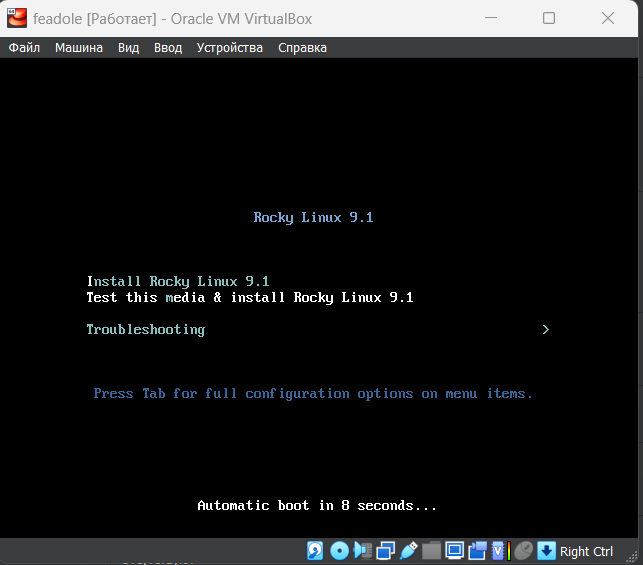 feadole [Работает] - Oracle VM VirtualBox
Файл Машина Вид Ввод Устройства Справка
Rocky Linux 9.1
Install Rocky Linux 9.1
Test this media & install Rocky Linux 9.1
Troubleshooting >
Press Tab for full configuration options on menu items.
Automatic boot in 8 seconds...
Right Ctrl